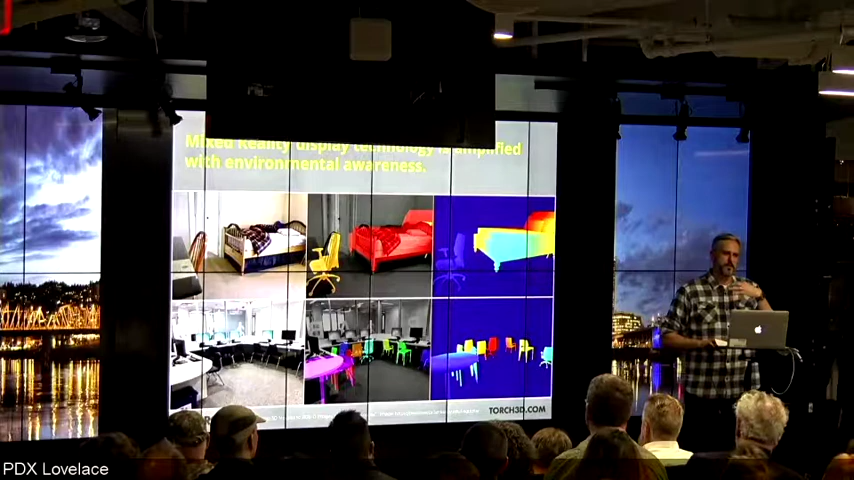 Mixed Reality display technology is amplified
with environmental awareness.
TORCH3D.COM
PDX Lovelace